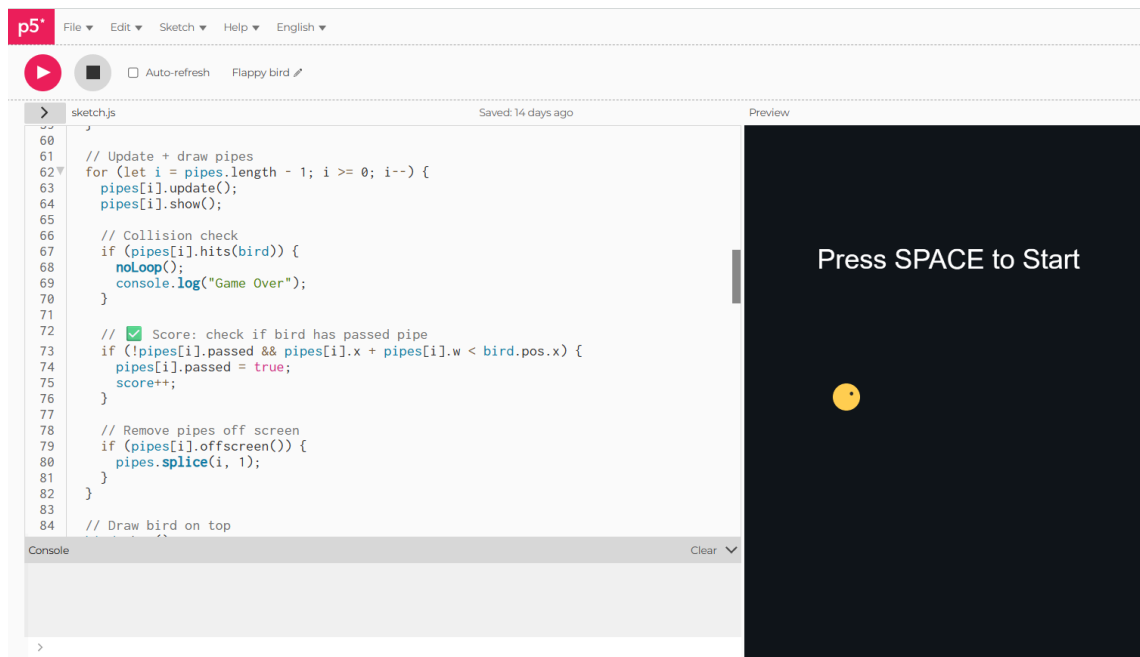 p5* File Edit Sketch Help English
Auto-refresh Flappy bird
> sketch.js Saved: 14 days ago Preview
59 }
60
61 // Update + draw pipes
62 for (let i = pipes.length - 1; i >= 0; i--) {
63 pipes[i].update();
64 pipes[i].show();
65
66 // Collision check
67 if (pipes[i].hits(bird)) {
68 noLoop();
69 console.log("Game Over");
70 }
71
72 // ✅ Score: check if bird has passed pipe
73 if (!pipes[i].passed && pipes[i].x + pipes[i].w < bird.pos.x) {
74 pipes[i].passed = true;
75 score++;
76 }
77
78 // Remove pipes off screen
79 if (pipes[i].offscreen()) {
80 pipes.splice(i, 1);
81 }
82 }
83
84 // Draw bird on top
Console Clear
>
Press SPACE to Start